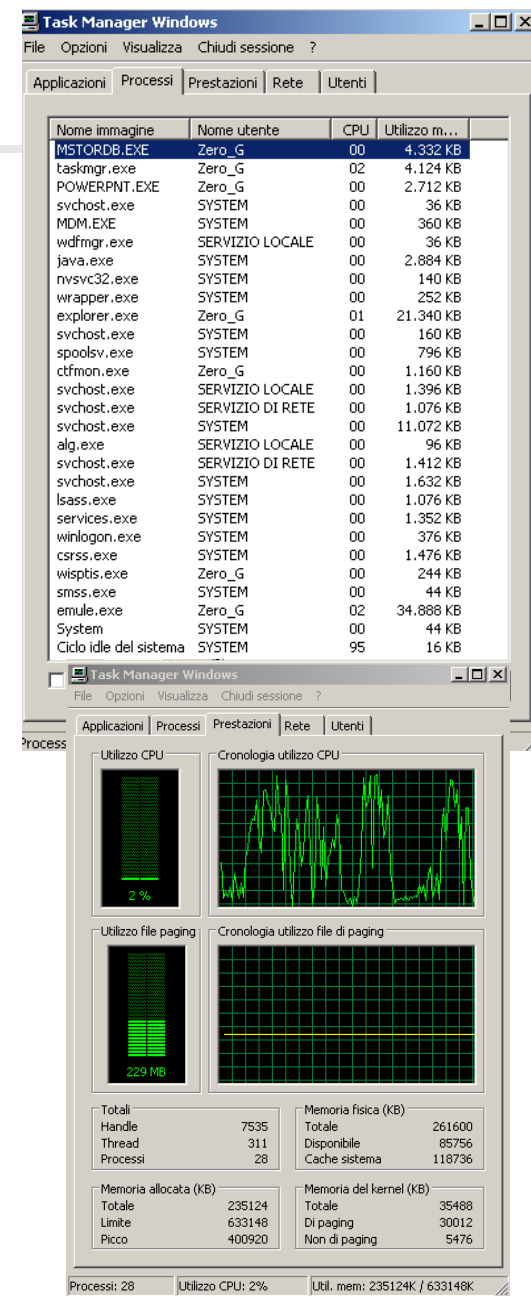 Task Manager Windows
File Opzioni Visualizza Chiudi sessione ?
Applicazioni Processi Prestazioni Rete Utenti
Nome immagine Nome utente CPU Utilizzo m...
MSTORDB.EXE Zero_G 00 4.332 KB
taskmgr.exe Zero_G 02 4.124 KB
POWERPNT.EXE Zero_G 00 2.712 KB
svchost.exe SYSTEM 00 36 KB
MDM.EXE SYSTEM 00 360 KB
wdfmgr.exe SERVIZIO LOCALE 00 36 KB
java.exe SYSTEM 00 2.884 KB
nvsvc32.exe SYSTEM 00 140 KB
wrapper.exe SYSTEM 00 252 KB
explorer.exe Zero_G 01 21.340 KB
svchost.exe SYSTEM 00 160 KB
spoolsv.exe SYSTEM 00 796 KB
ctfmon.exe Zero_G 00 1.160 KB
svchost.exe SERVIZIO LOCALE 00 1.396 KB
svchost.exe SERVIZIO DI RETE 00 1.076 KB
svchost.exe SYSTEM 00 11.072 KB
alg.exe SERVIZIO LOCALE 00 96 KB
svchost.exe SERVIZIO DI RETE 00 1.412 KB
svchost.exe SYSTEM 00 1.632 KB
lsass.exe SYSTEM 00 1.076 KB
services.exe SYSTEM 00 1.352 KB
winlogon.exe SYSTEM 00 376 KB
csrss.exe SYSTEM 00 1.476 KB
wisptis.exe Zero_G 00 244 KB
smss.exe SYSTEM 00 44 KB
emule.exe Zero_G 02 34.888 KB
System SYSTEM 00 44 KB
Ciclo idle del sistema SYSTEM 95 16 KB
Process
Task Manager Windows
File Opzioni Visualizza Chiudi sessione ?
Applicazioni Processi Prestazioni Rete Utenti
Utilizzo CPU Cronologia utilizzo CPU
2 %
Utilizzo file paging Cronologia utilizzo file di paging
229 MB
Totali Memoria fisica (KB)
Handle 7535 Totale 261600
Thread 311 Disponibile 85756
Processi 28 Cache sistema 118736
Memoria allocata (KB) Memoria del kernel (KB)
Totale 235124 Totale 35488
Limite 633148 Di paging 30012
Picco 400920 Non di paging 5476
Processi: 28 Utilizzo CPU: 2% Util. mem: 235124K / 633148K